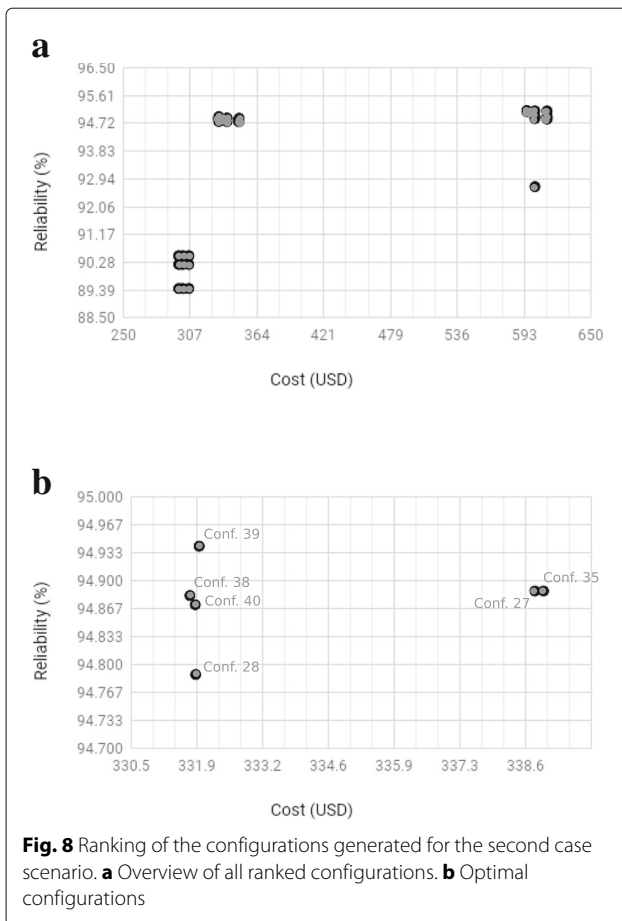 a
96.50
95.61
94.72
93.83
92.94
92.06
91.17
90.28
89.39
88.50
Reliability (%)
250 307 364 421 479 536 593 650
Cost (USD)
b
95.000
94.967
94.933
94.900
94.867
94.833
94.800
94.767
94.733
94.700
Reliability (%)
Conf. 39
Conf. 38
Conf. 40
Conf. 28
Conf. 35
Conf. 27
330.5 331.9 333.2 334.6 335.9 337.3 338.6
Cost (USD)
Fig. 8 Ranking of the configurations generated for the second case
scenario. a Overview of all ranked configurations. b Optimal
configurations